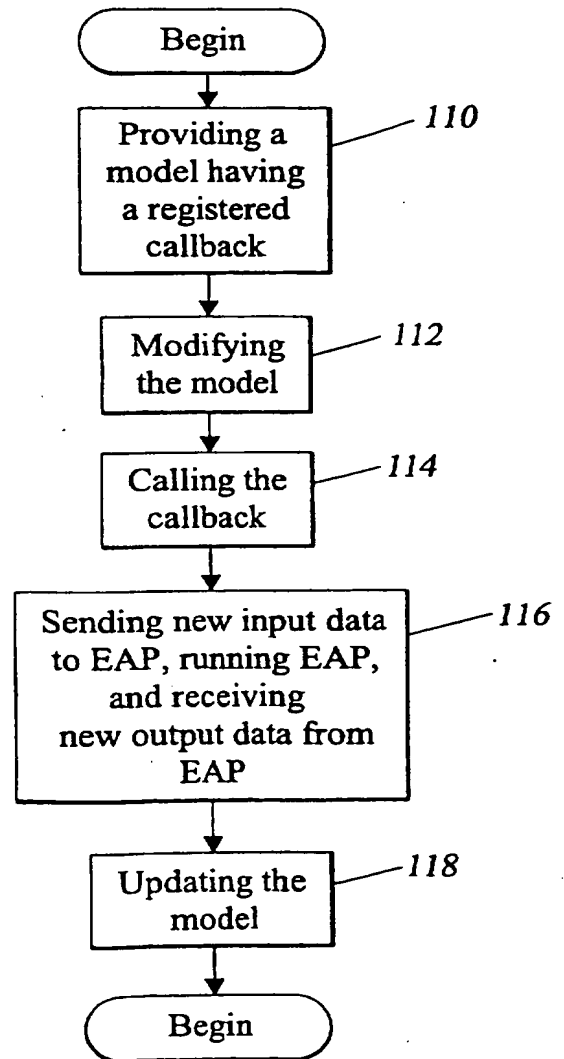 Begin
Providing a
model having
a registered
callback
110
Modifying
the model
112
Calling the
callback
114
Sending new input data
to EAP, running EAP,
and receiving
new output data from
EAP
116
Updating the
model
118
Begin